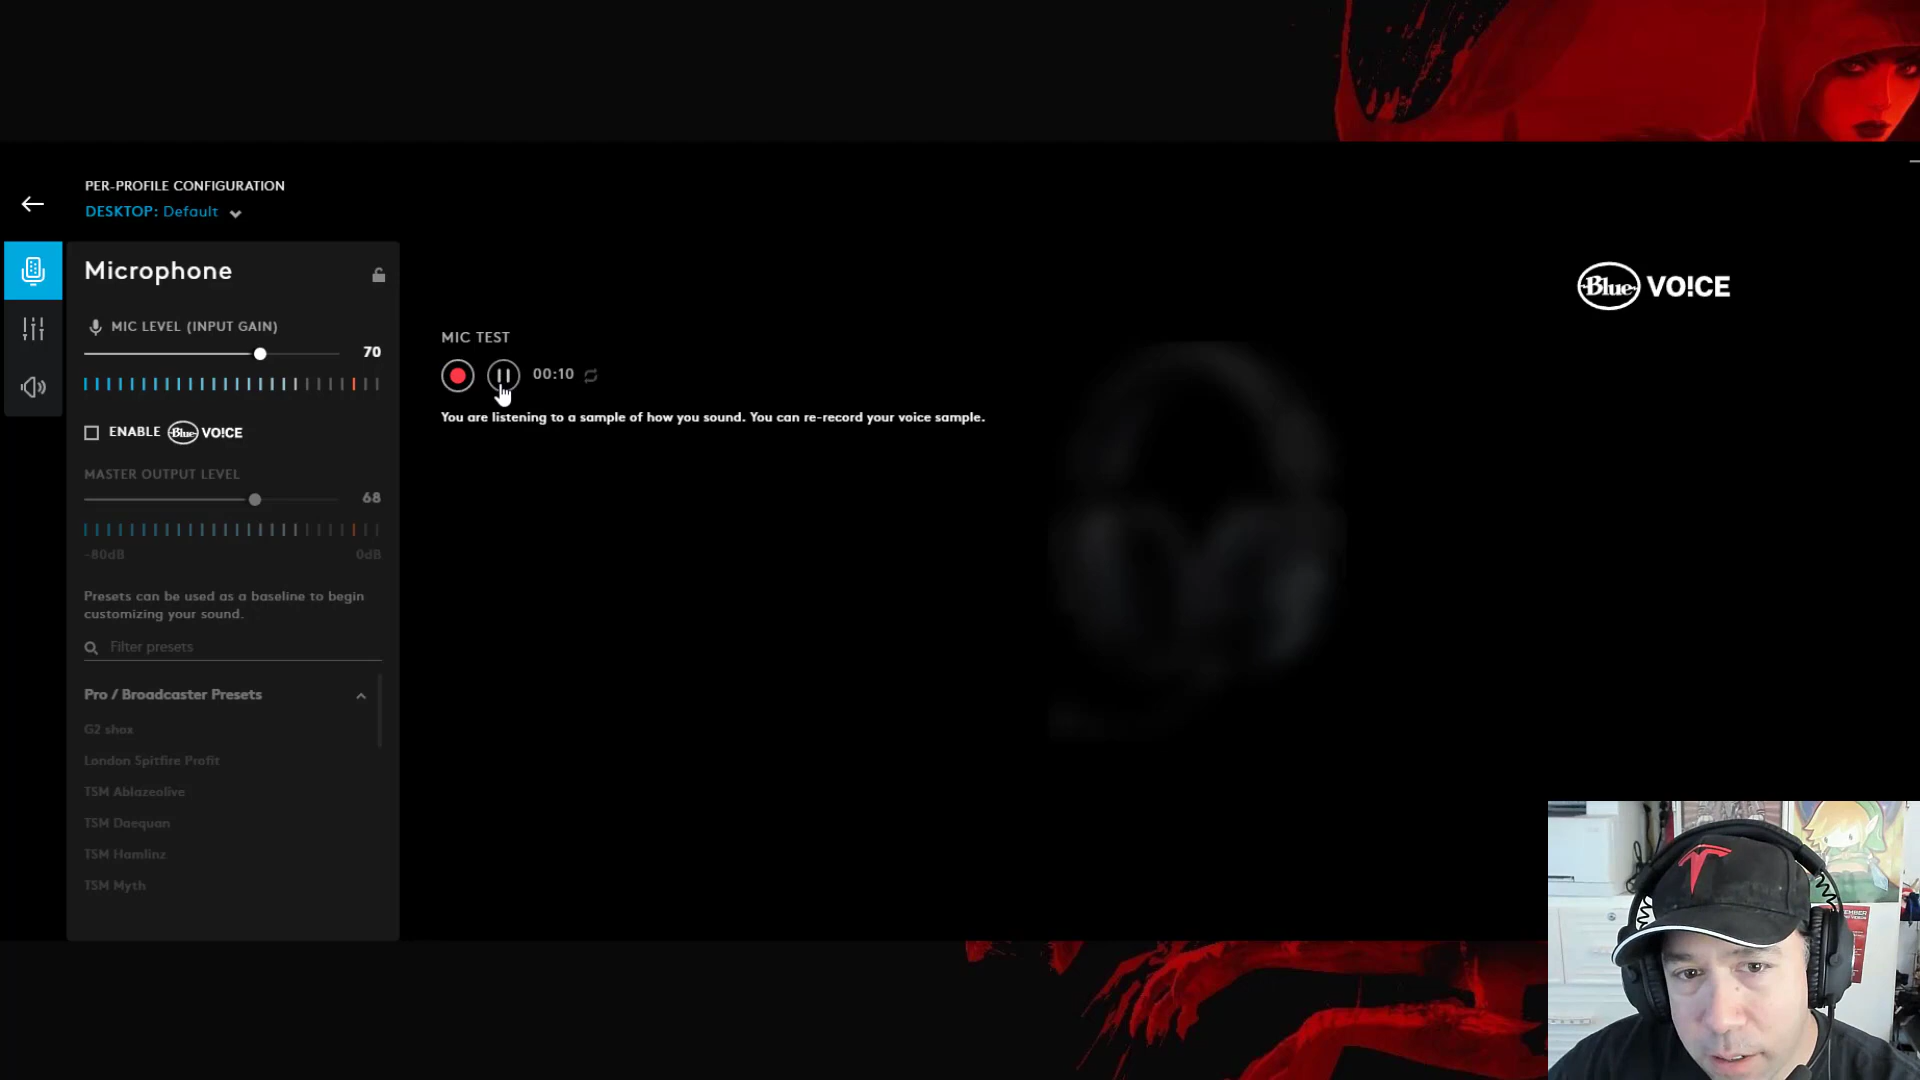 PER-PROFILE CONFIGURATION
DESKTOP: Default
Microphone
MIC LEVEL (INPUT GAIN)
70
ENABLE Blue VO!CE
MASTER OUTPUT LEVEL
68
-80dB 0dB
Presets can be used as a baseline to begin
customizing your sound.
Filter presets
Pro / Broadcaster Presets
G2 shox
London Spitfire Profit
TSM Ablazeolive
TSM Daequan
TSM Hamlinz
TSM Myth
MIC TEST
00:10
You are listening to a sample of how you sound. You can re-record your voice sample.
Blue VO!CE